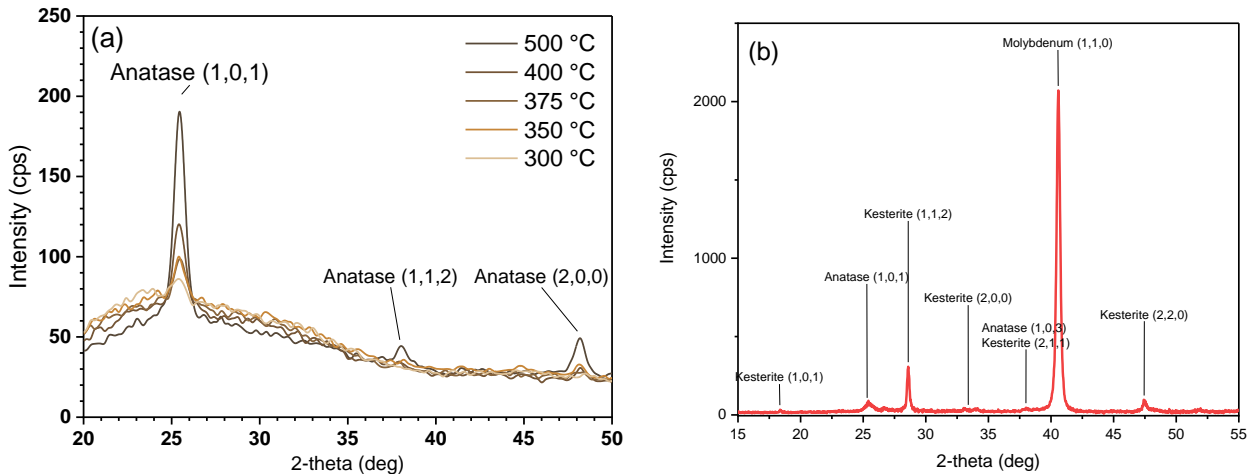 (a)
250
200
150
100
50
0
Intensity (cps)
20 25 30 35 40 45 50
2-theta (deg)
Anatase (1,0,1)
Anatase (1,1,2)
Anatase (2,0,0)
500 °C
400 °C
375 °C
350 °C
300 °C
(b)
2000
1000
0
Intensity (cps)
15 20 25 30 35 40 45 50 55
2-theta (deg)
Molybdenum (1,1,0)
Kesterite (1,1,2)
Anatase (1,0,1)
Kesterite (2,0,0)
Anatase (1,0,3)
Kesterite (2,1,1)
Kesterite (2,2,0)
Kesterite (1,0,1)